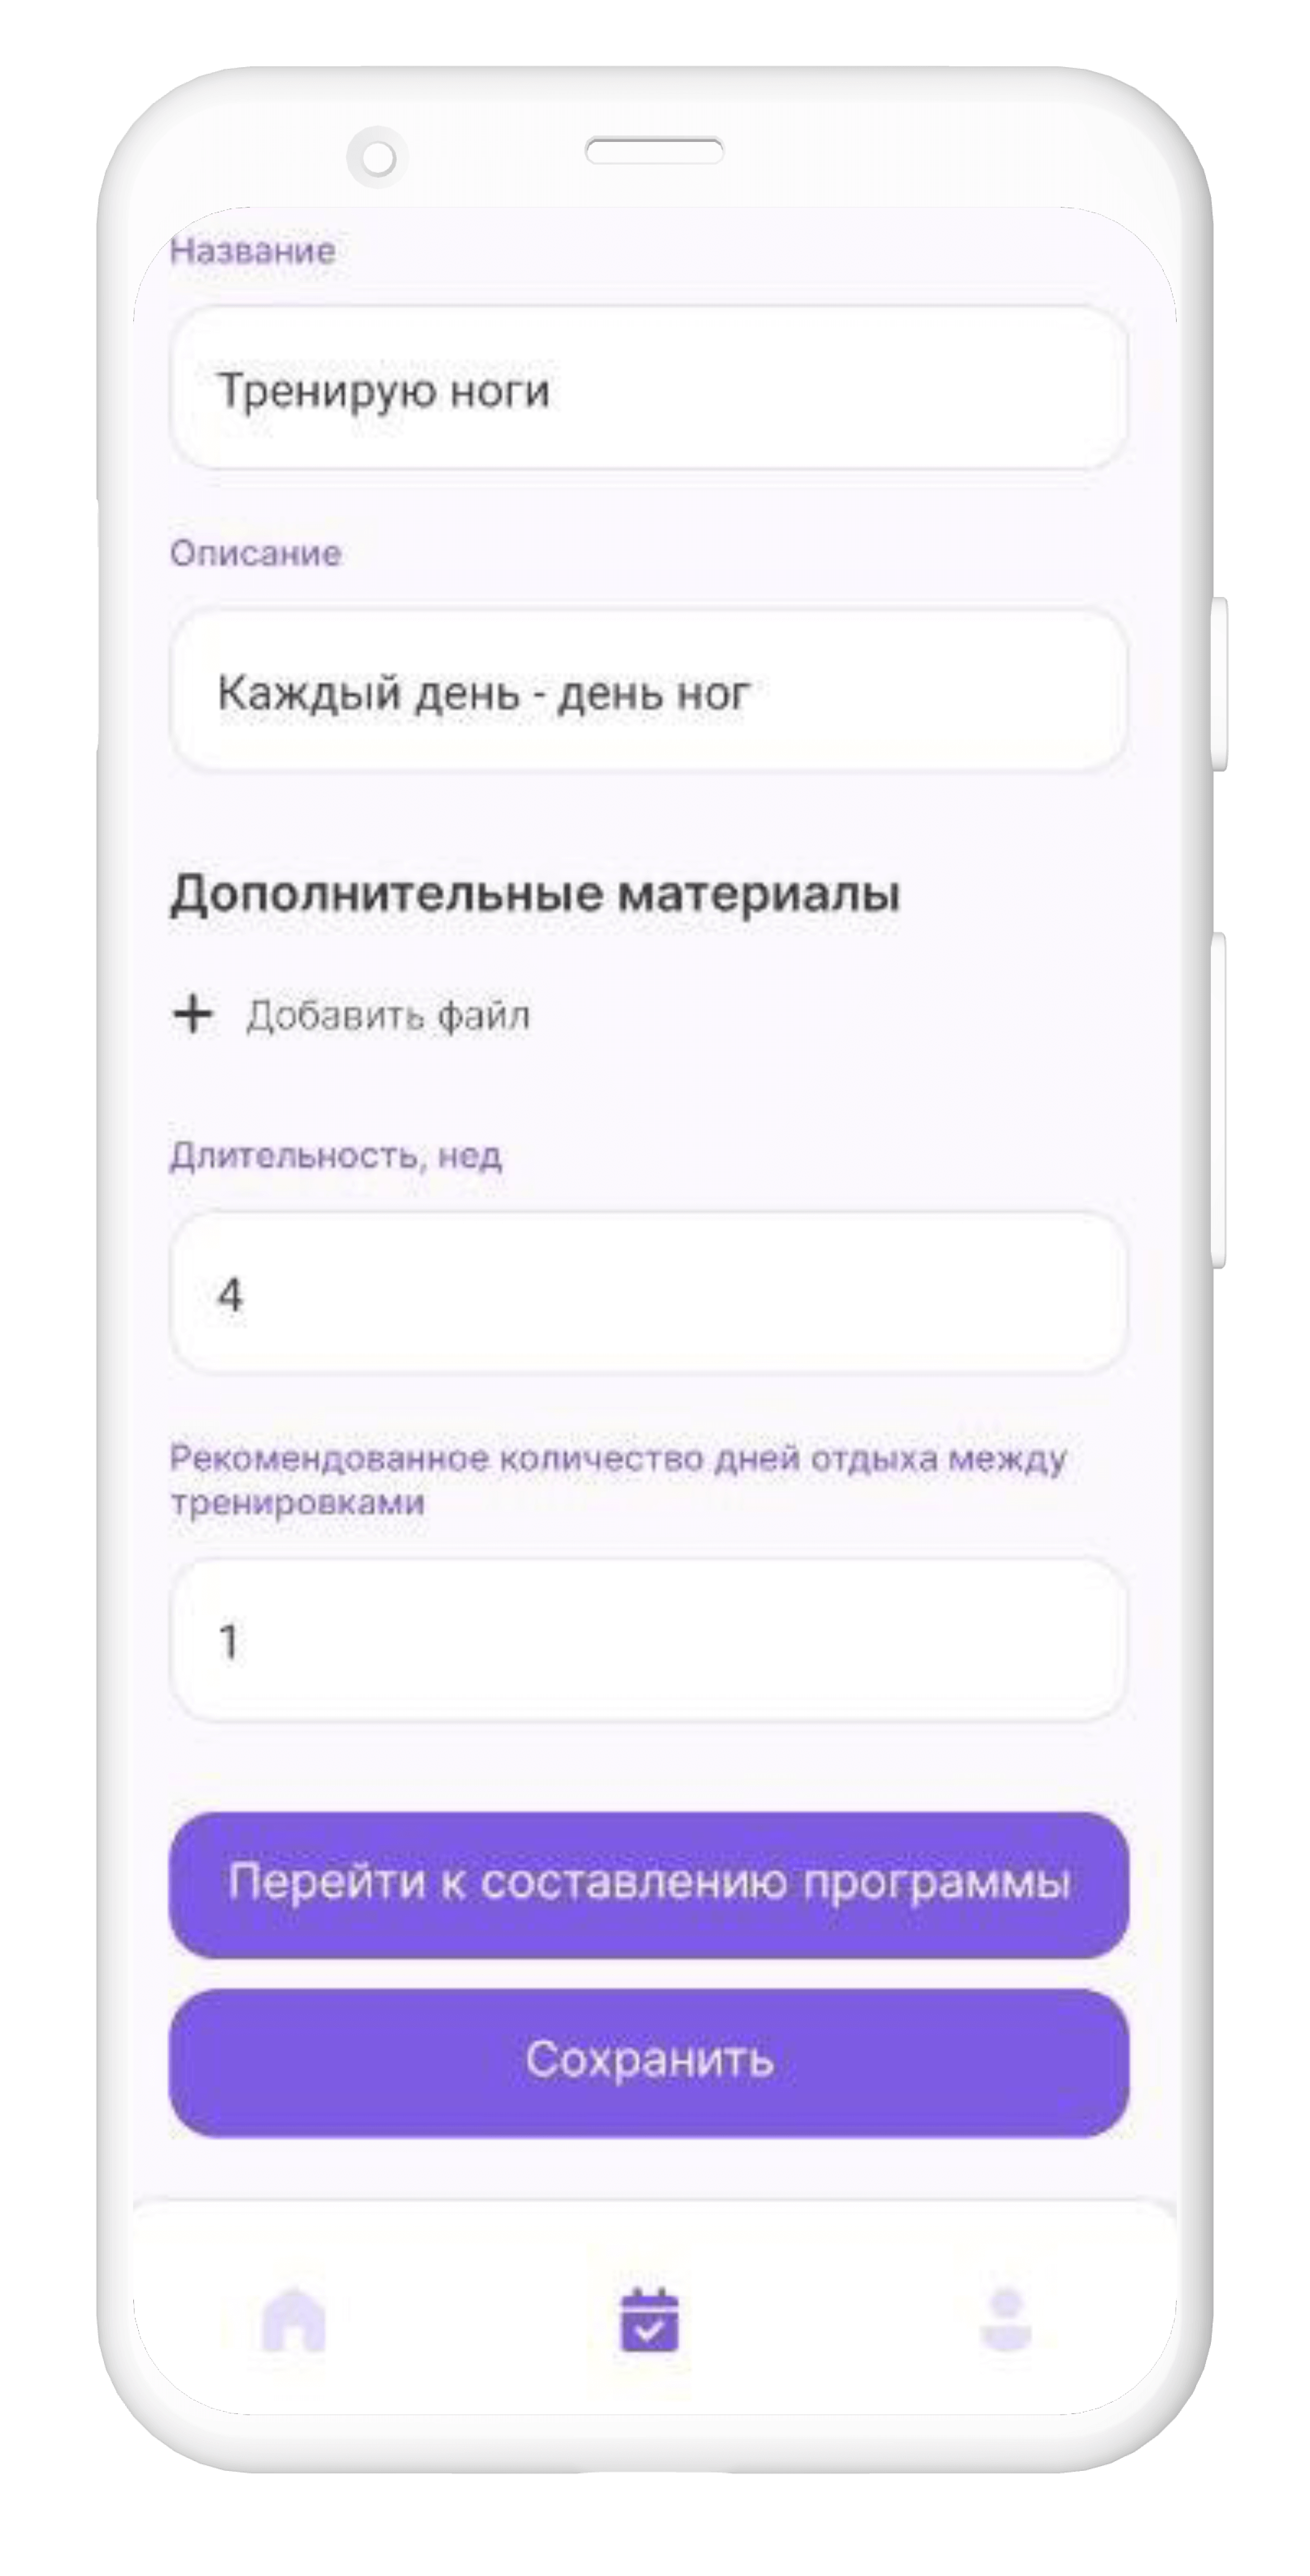 Название
Тренирую ноги
Описание
Каждый день - день ног
Дополнительные материалы
+ Добавить файл
Длительность, нед
4
Рекомендованное количество дней отдыха между
тренировками
1
Перейти к составлению программы
Сохранить